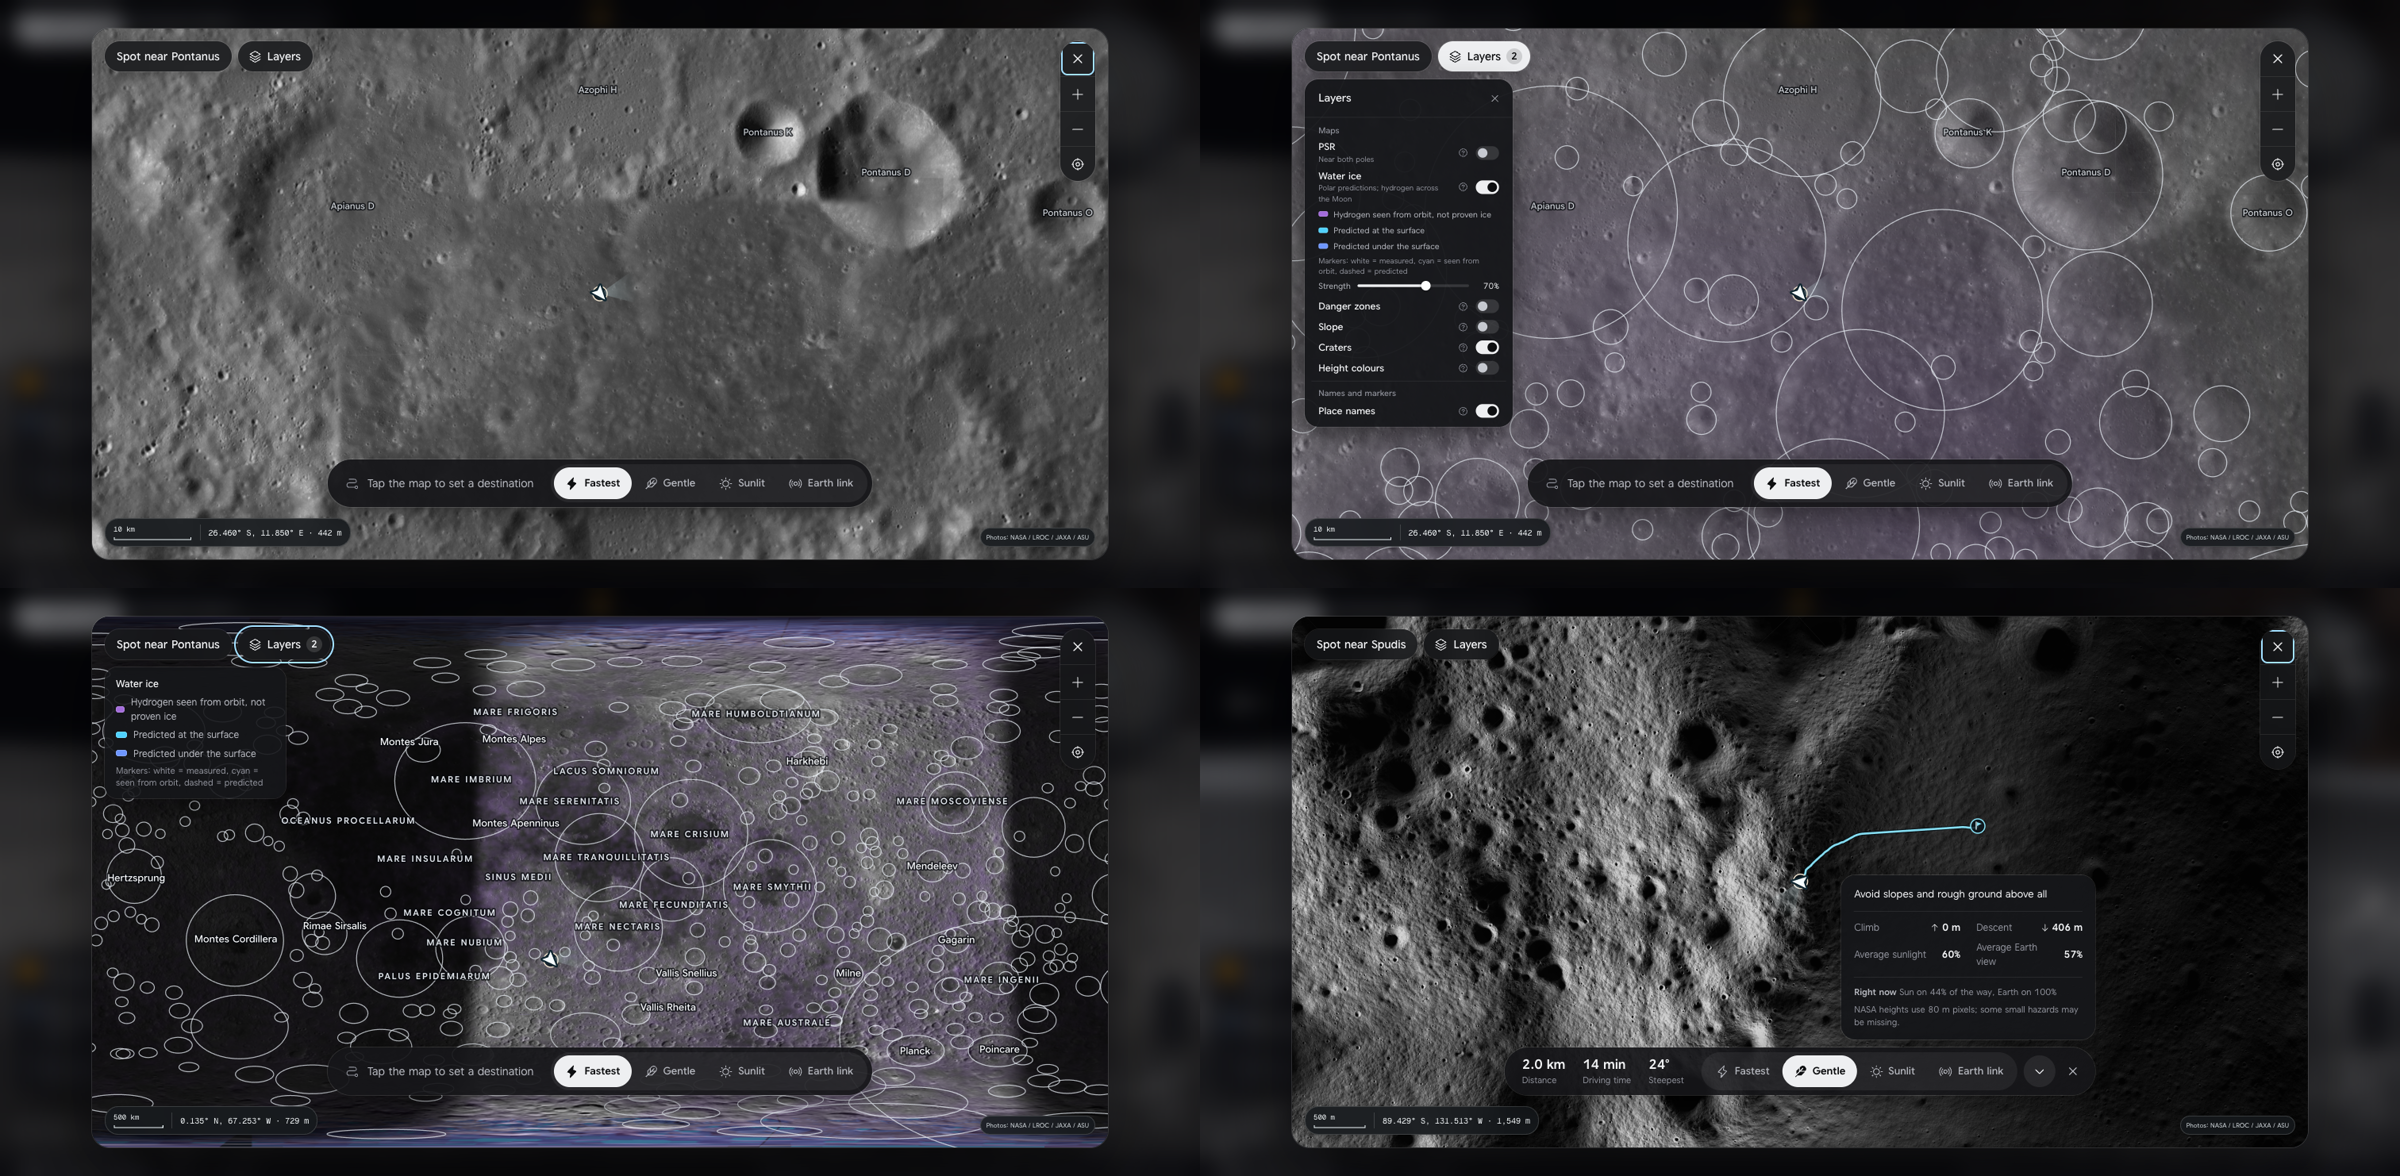 Spot near Pontanus
Layers
Azophi H
Pontanus K
Pontanus D
Apianus D
Pontanus O
Tap the map to set a destination
Fastest
Gentle
Sunlit
Earth link
10 km
26.460° S, 11.850° E · 442 m
Photos: NASA / LROC / JAXA / ASU
Spot near Pontanus
Layers 2
Layers
Maps
PSR
Near both poles
Water ice
Polar predictions; hydrogen across
the Moon
Hydrogen seen from orbit, not proven ice
Predicted at the surface
Predicted under the surface
Markers: white = measured, cyan = seen from
orbit, dashed = predicted
Strength 70%
Danger zones
Slope
Craters
Height colours
Names and markers
Place names
Azophi H
Pontanus K
Pontanus D
Apianus D
Pontanus O
Tap the map to set a destination
Fastest
Gentle
Sunlit
Earth link
10 km
26.460° S, 11.850° E · 442 m
Photos: NASA / LROC / JAXA / ASU
Spot near Pontanus
Layers 2
Water ice
Hydrogen seen from orbit, not
proven ice
Predicted at the surface
Predicted under the surface
Markers: white = measured, cyan =
seen from orbit, dashed = predicted
MARE FRIGORIS
MARE HUMBOLDTIANUM
Montes Jura
Montes Alpes
Harkhebi
LACUS SOMNIORUM
MARE IMBRIUM
MARE SERENITATIS
MARE MOSCOVIENSE
OCEANUS PROCELLARUM
Montes Apenninus
MARE CRISIUM
MARE INSULARUM
MARE TRANQUILLITATIS
Mendeleev
Hertzsprung
SINUS MEDII
MARE SMYTHII
MARE FECUNDITATIS
MARE COGNITUM
Rimae Sirsalis
MARE NECTARIS
Montes Cordillera
MARE NUBIUM
Gagarin
PALUS EPIDEMIARUM
Vallis Snellius
Milne
MARE INGENII
Vallis Rheita
MARE AUSTRALE
Planck
Poincare
Tap the map to set a destination
Fastest
Gentle
Sunlit
Earth link
500 km
0.135° N, 67.253° W · 729 m
Photos: NASA / LROC / JAXA / ASU
Spot near Spudis
Layers
Avoid slopes and rough ground above all
Climb ↑ 0 m
Descent ↓ 406 m
Average sunlight 60%
Average Earth
view 57%
Right now Sun on 44% of the way, Earth on 100%
NASA heights use 80 m pixels; some small hazards may
be missing.
2.0 km
Distance
14 min
Driving time
24°
Steepest
Fastest
Gentle
Sunlit
Earth link
500 m
89.429° S, 131.513° W · 1,549 m
Photos: NASA / LROC / JAXA / ASU